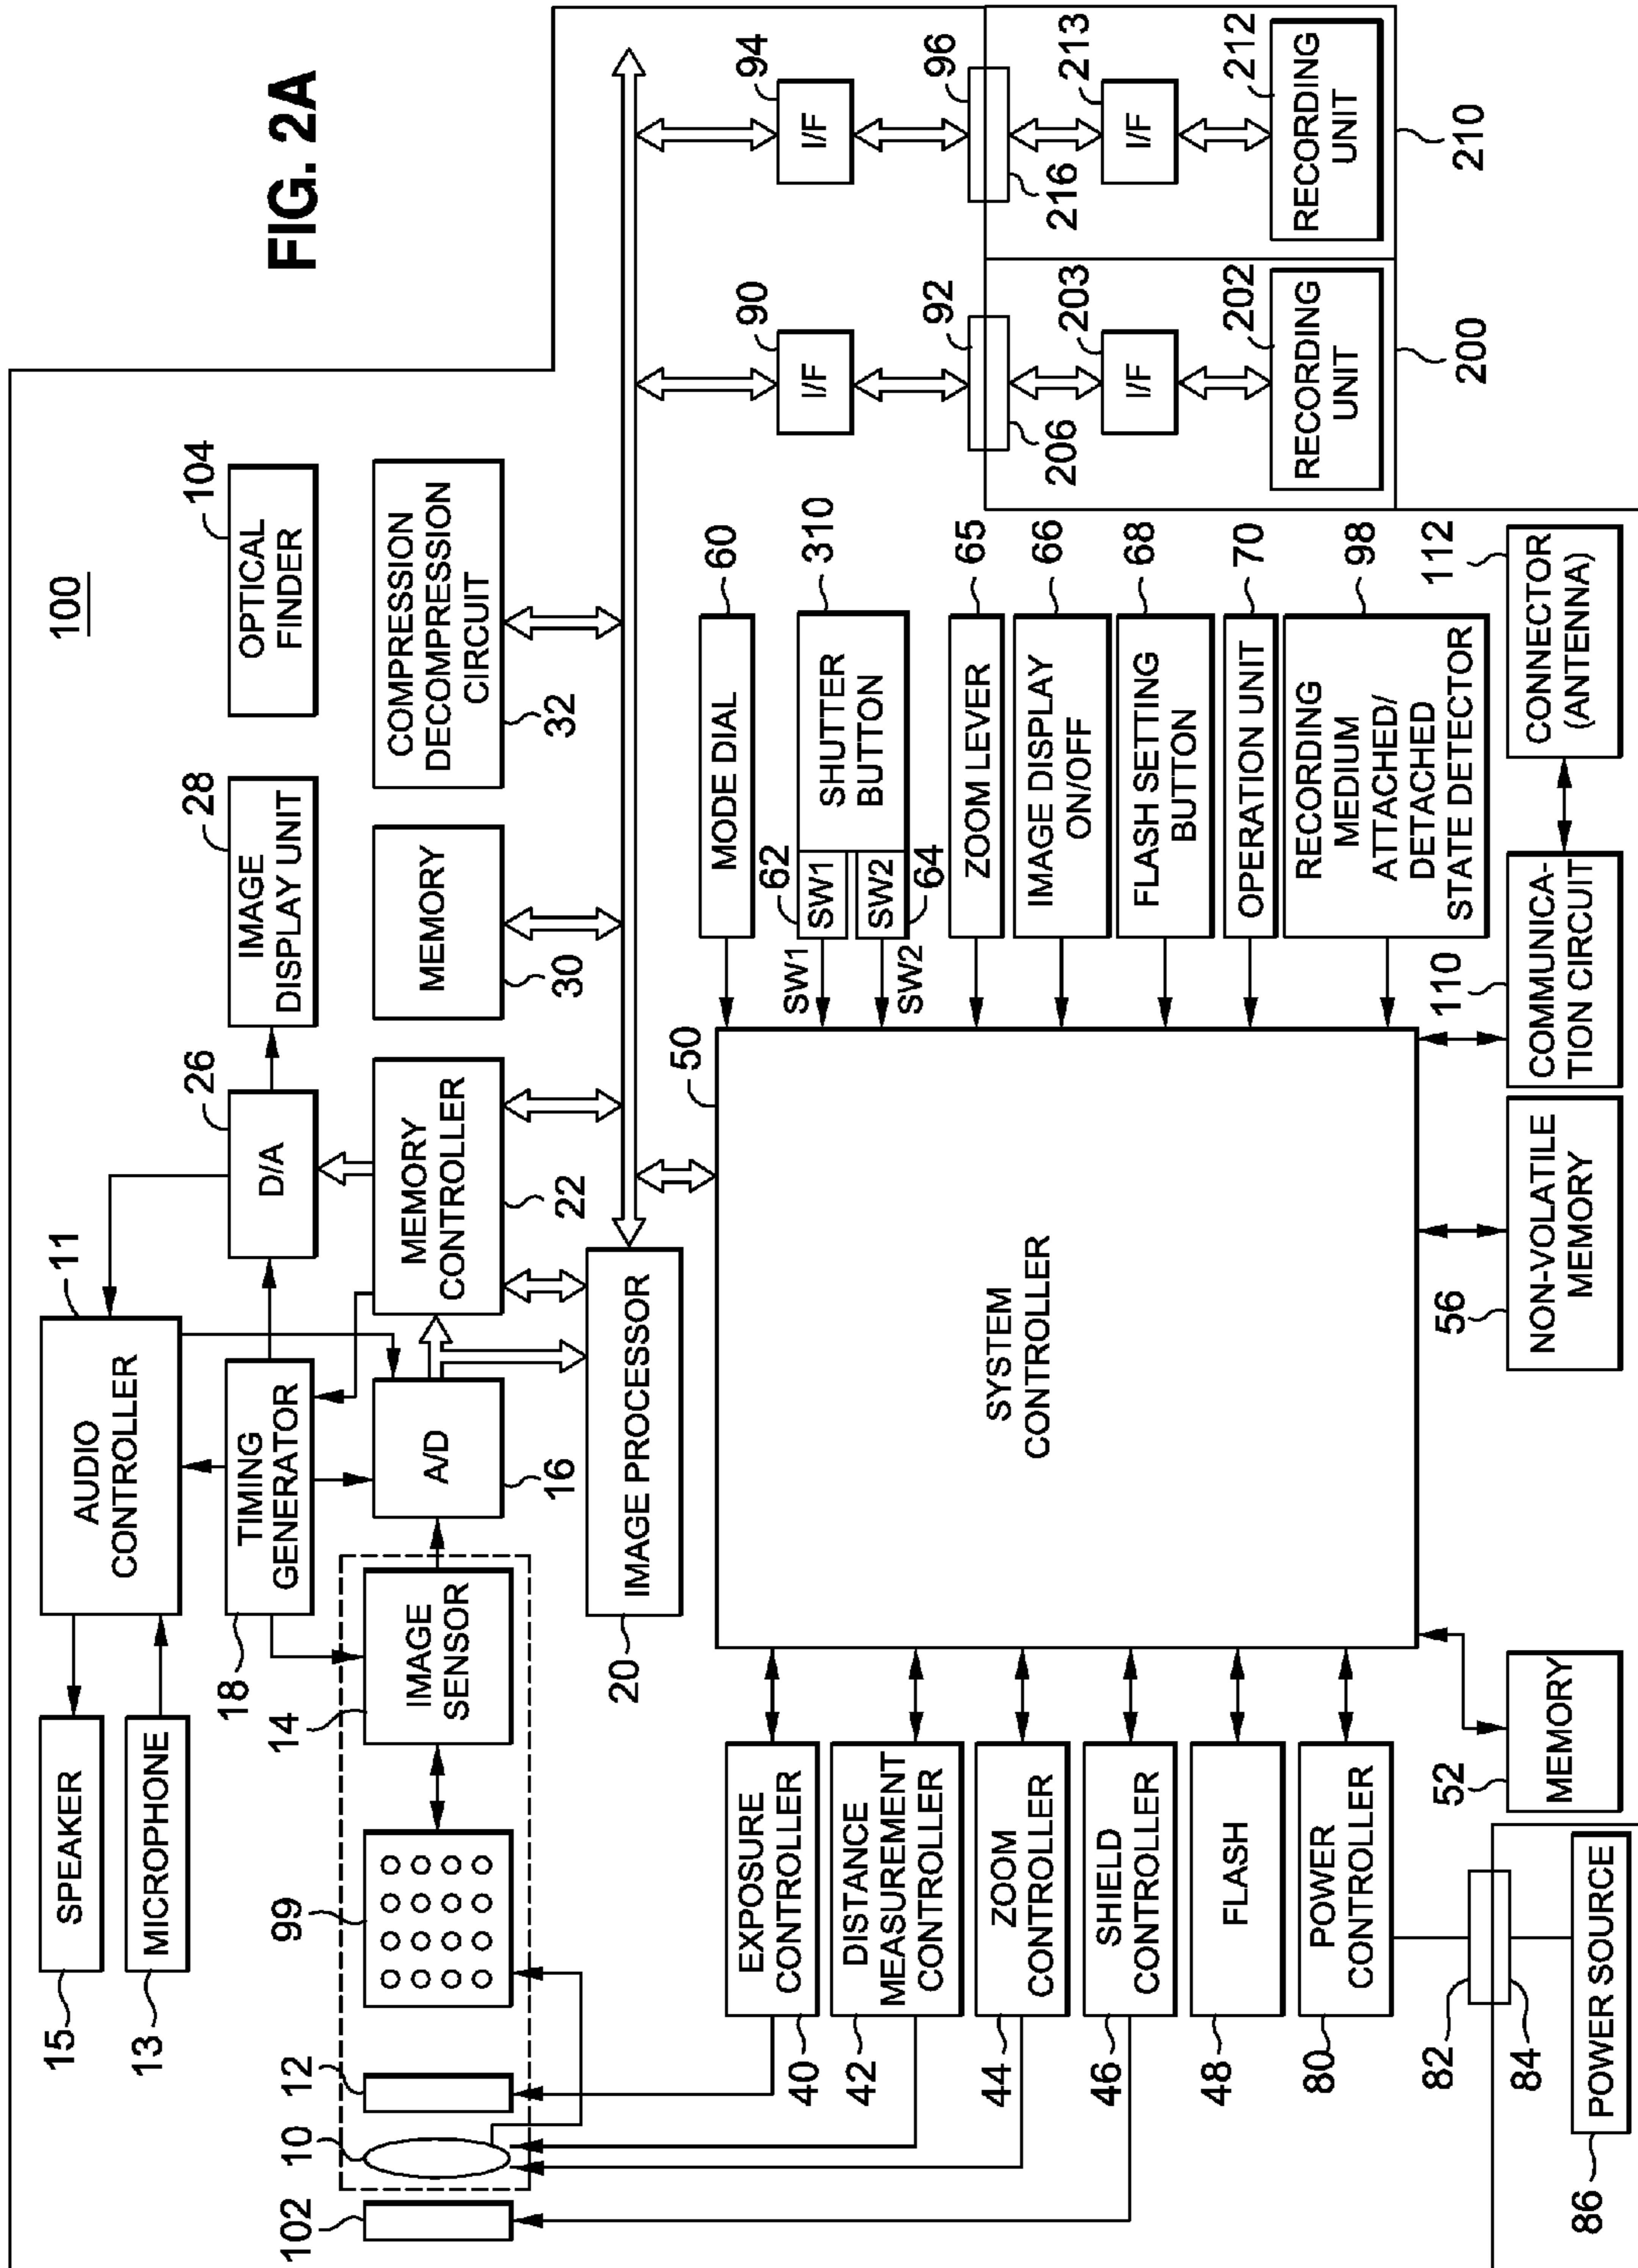 FIG. 2A
100
15
SPEAKER
13
MICROPHONE
AUDIO
CONTROLLER
11
18
TIMING
GENERATOR
26
D/A
28
IMAGE
DISPLAY UNIT
104
OPTICAL
FINDER
102
10
12
99
14
IMAGE
SENSOR
A/D
16
MEMORY
CONTROLLER
22
MEMORY
30
COMPRESSION
DECOMPRESSION
CIRCUIT
32
20
IMAGE PROCESSOR
50
SYSTEM
CONTROLLER
EXPOSURE
CONTROLLER
40
DISTANCE
MEASUREMENT
CONTROLLER
42
ZOOM
CONTROLLER
44
SHIELD
CONTROLLER
46
FLASH
48
POWER
CONTROLLER
80
82
84
POWER SOURCE
86
MODE DIAL
60
SW1
62
SW1
SHUTTER
BUTTON
310
SW2
SW2
64
ZOOM LEVER
65
IMAGE DISPLAY
ON/OFF
66
FLASH SETTING
BUTTON
68
OPERATION UNIT
70
RECORDING
MEDIUM
ATTACHED/
DETACHED
STATE DETECTOR
98
52
MEMORY
56
NON-VOLATILE
MEMORY
110
COMMUNICA-
TION CIRCUIT
CONNECTOR
(ANTENNA)
112
90
I/F
92
206
203
I/F
202
RECORDING
UNIT
200
94
I/F
96
216
213
I/F
212
RECORDING
UNIT
210